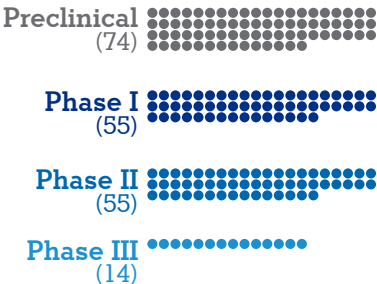 Preclinical
(74)
Phase I
(55)
Phase II
(55)
Phase III
(14)